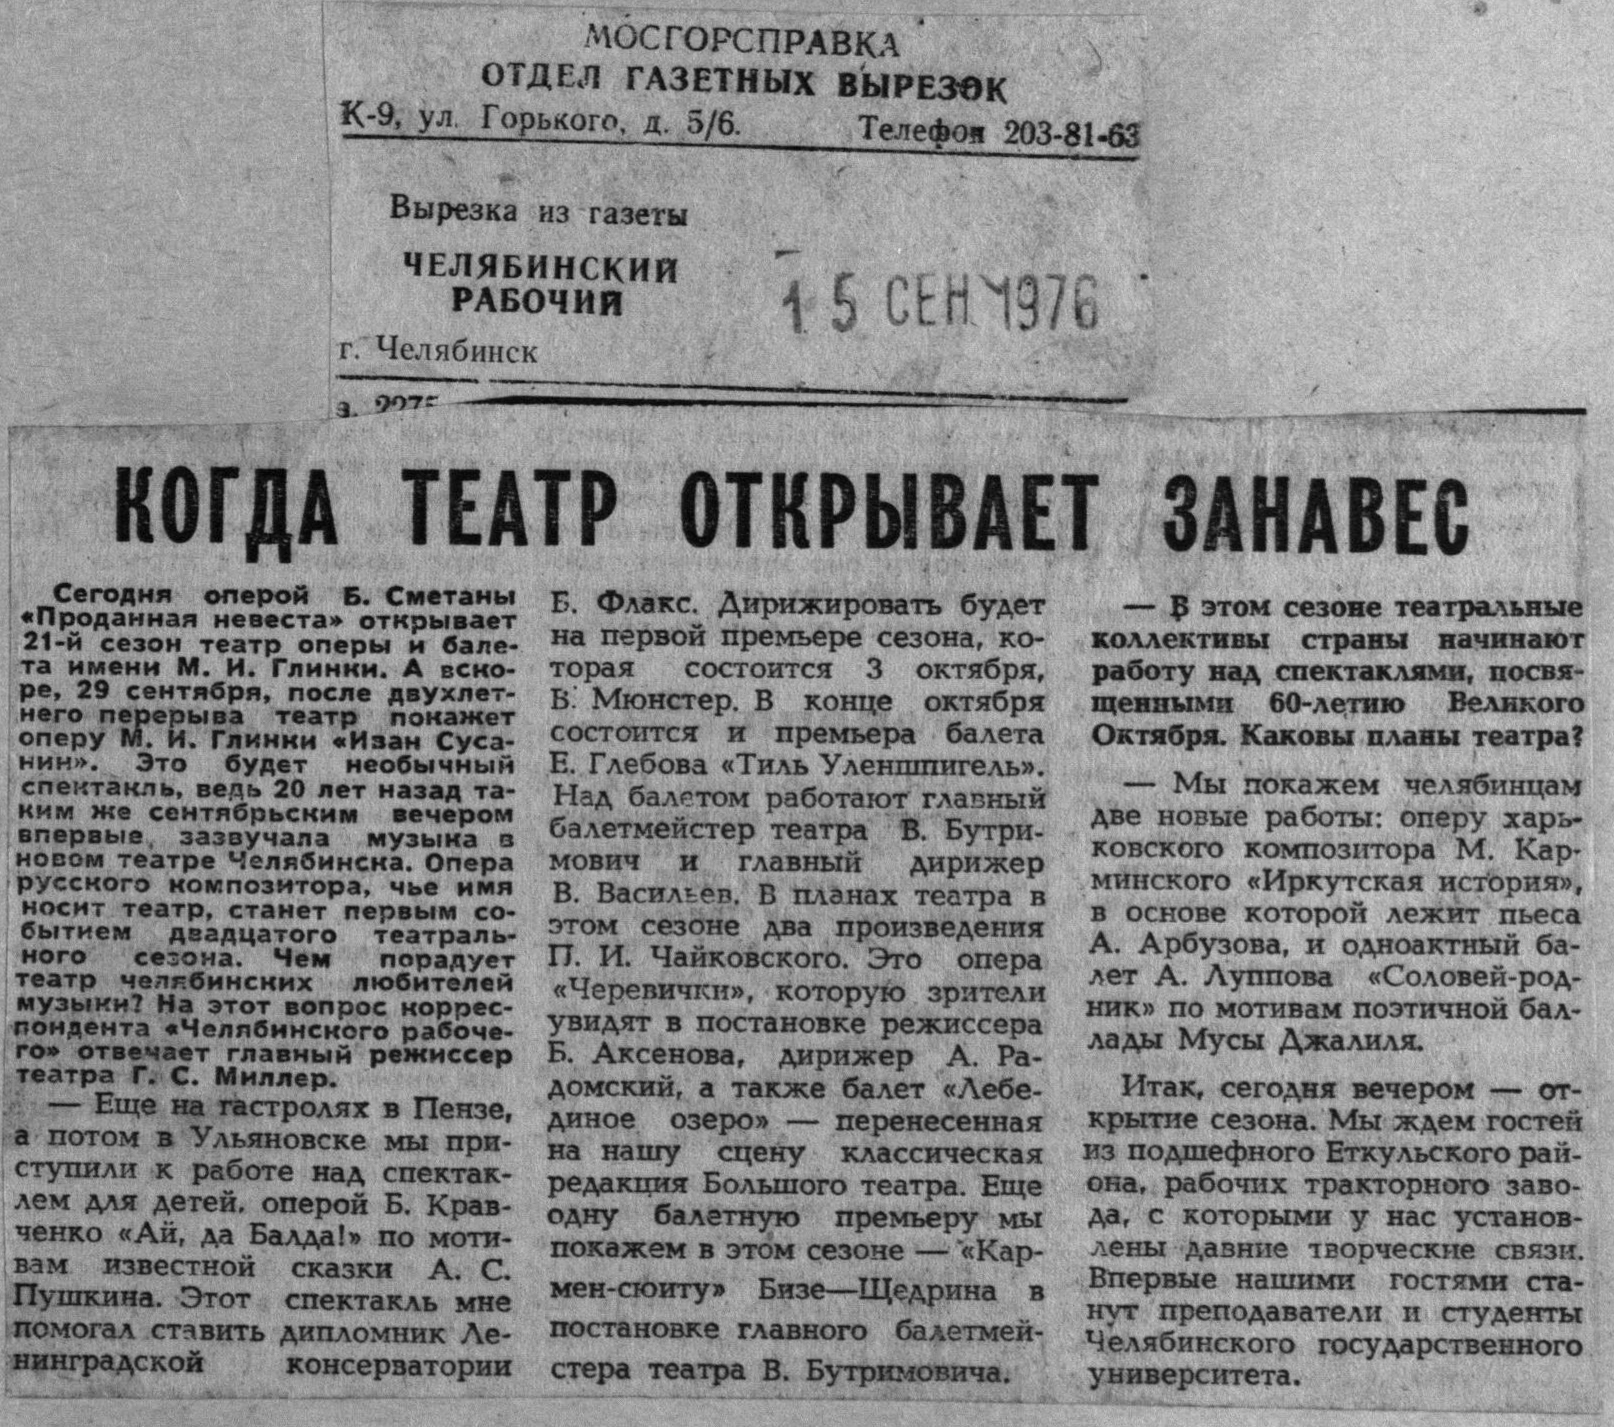 МОСГОРСПРАВКА
ОТДЕЛ ГАЗЕТНЫХ ВЫРЕЗОК
К-9, ул. Горького, д. 5/6. Телефон 203-81-63
Вырезка из газеты
ЧЕЛЯБИНСКИЙ
РАБОЧИЙ
15 СЕН 1976
г. Челябинск
КОГДА ТЕАТР ОТКРЫВАЕТ ЗАНАВЕС
Сегодня оперой Б. Сметаны
«Проданная невеста» открывает
21-й сезон театр оперы и бале-
та имени М. И. Глинки. А вско-
ре, 29 сентября, после двухлет-
него перерыва театр покажет
оперу М. И. Глинки «Иван Суса-
нин». Это будет необычный
спектакль, ведь 20 лет назад та-
ким же сентябрьским вечером
впервые зазвучала музыка в
новом театре Челябинска. Опера
русского композитора, чье имя
носит театр, станет первым со-
бытием двадцатого театраль-
ного сезона. Чем порадует
театр челябинских любителей
музыки? На этот вопрос коррес-
пондента «Челябинского рабоче-
го» отвечает главный режиссер
театра Г. С. Миллер.
— Еще на гастролях в Пензе,
а потом в Ульяновске мы при-
ступили к работе над спектак-
лем для детей, оперой Б. Крав-
ченко «Ай, да Балда!» по моти-
вам известной сказки А. С.
Пушкина. Этот спектакль мне
помогал ставить дипломник Ле-
нинградской консерватории
Б. Флакс. Дирижировать будет
на первой премьере сезона, ко-
торая состоится 3 октября,
В. Мюнстер. В конце октября
состоится и премьера балета
Е. Глебова «Тиль Уленшпигель».
Над балетом работают главный
балетмейстер театра В. Бутри-
мович и главный дирижер
В. Васильев. В планах театра в
этом сезоне два произведения
П. И. Чайковского. Это опера
«Черевички», которую зрители
увидят в постановке режиссера
Б. Аксенова, дирижер А. Ра-
домский, а также балет «Лебе-
диное озеро» — перенесенная
на нашу сцену классическая
редакция Большого театра. Еще
одну балетную премьеру мы
покажем в этом сезоне — «Кар-
мен-сюиту» Бизе—Щедрина в
постановке главного балетмей-
стера театра В. Бутримовича.
— В этом сезоне театральные
коллективы страны начинают
работу над спектаклями, посвя-
щенными 60-летию Великого
Октября. Каковы планы театра?
— Мы покажем челябинцам
две новые работы: оперу харь-
ковского композитора М. Кар-
минского «Иркутская история»,
в основе которой лежит пьеса
А. Арбузова, и одноактный ба-
лет А. Луппова «Соловей-род-
ник» по мотивам поэтичной бал-
лады Мусы Джалиля.
Итак, сегодня вечером — от-
крытие сезона. Мы ждем гостей
из подшефного Еткульского рай-
она, рабочих тракторного заво-
да, с которыми у нас установ-
лены давние творческие связи.
Впервые нашими гостями ста-
нут преподаватели и студенты
Челябинского государственного
университета.